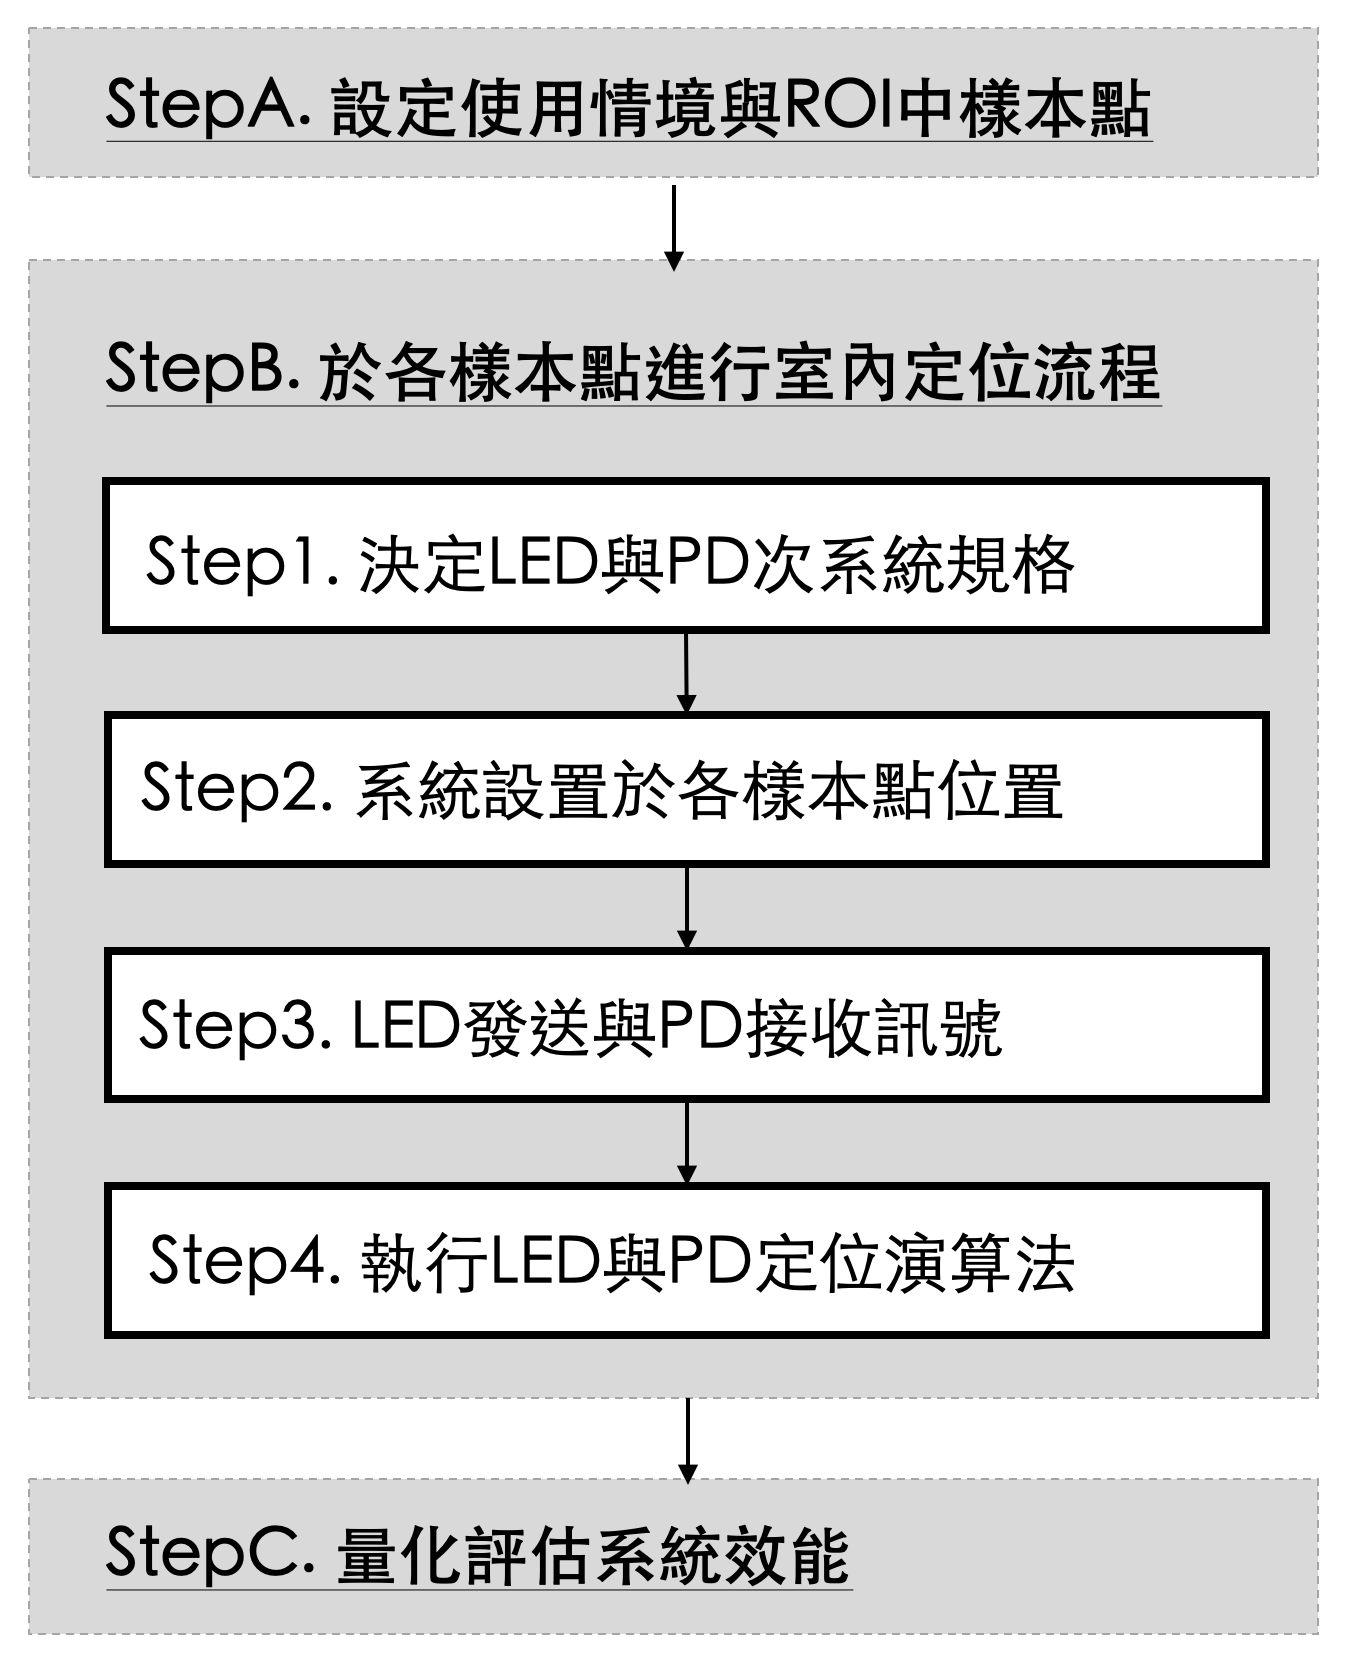 StepA. 設定使用情境與ROI中樣本點
StepB. 於各樣本點進行室內定位流程
Step1. 決定LED與PD次系統規格
Step2. 系統設置於各樣本點位置
Step3. LED發送與PD接收訊號
Step4. 執行LED與PD定位演算法
StepC. 量化評估系統效能